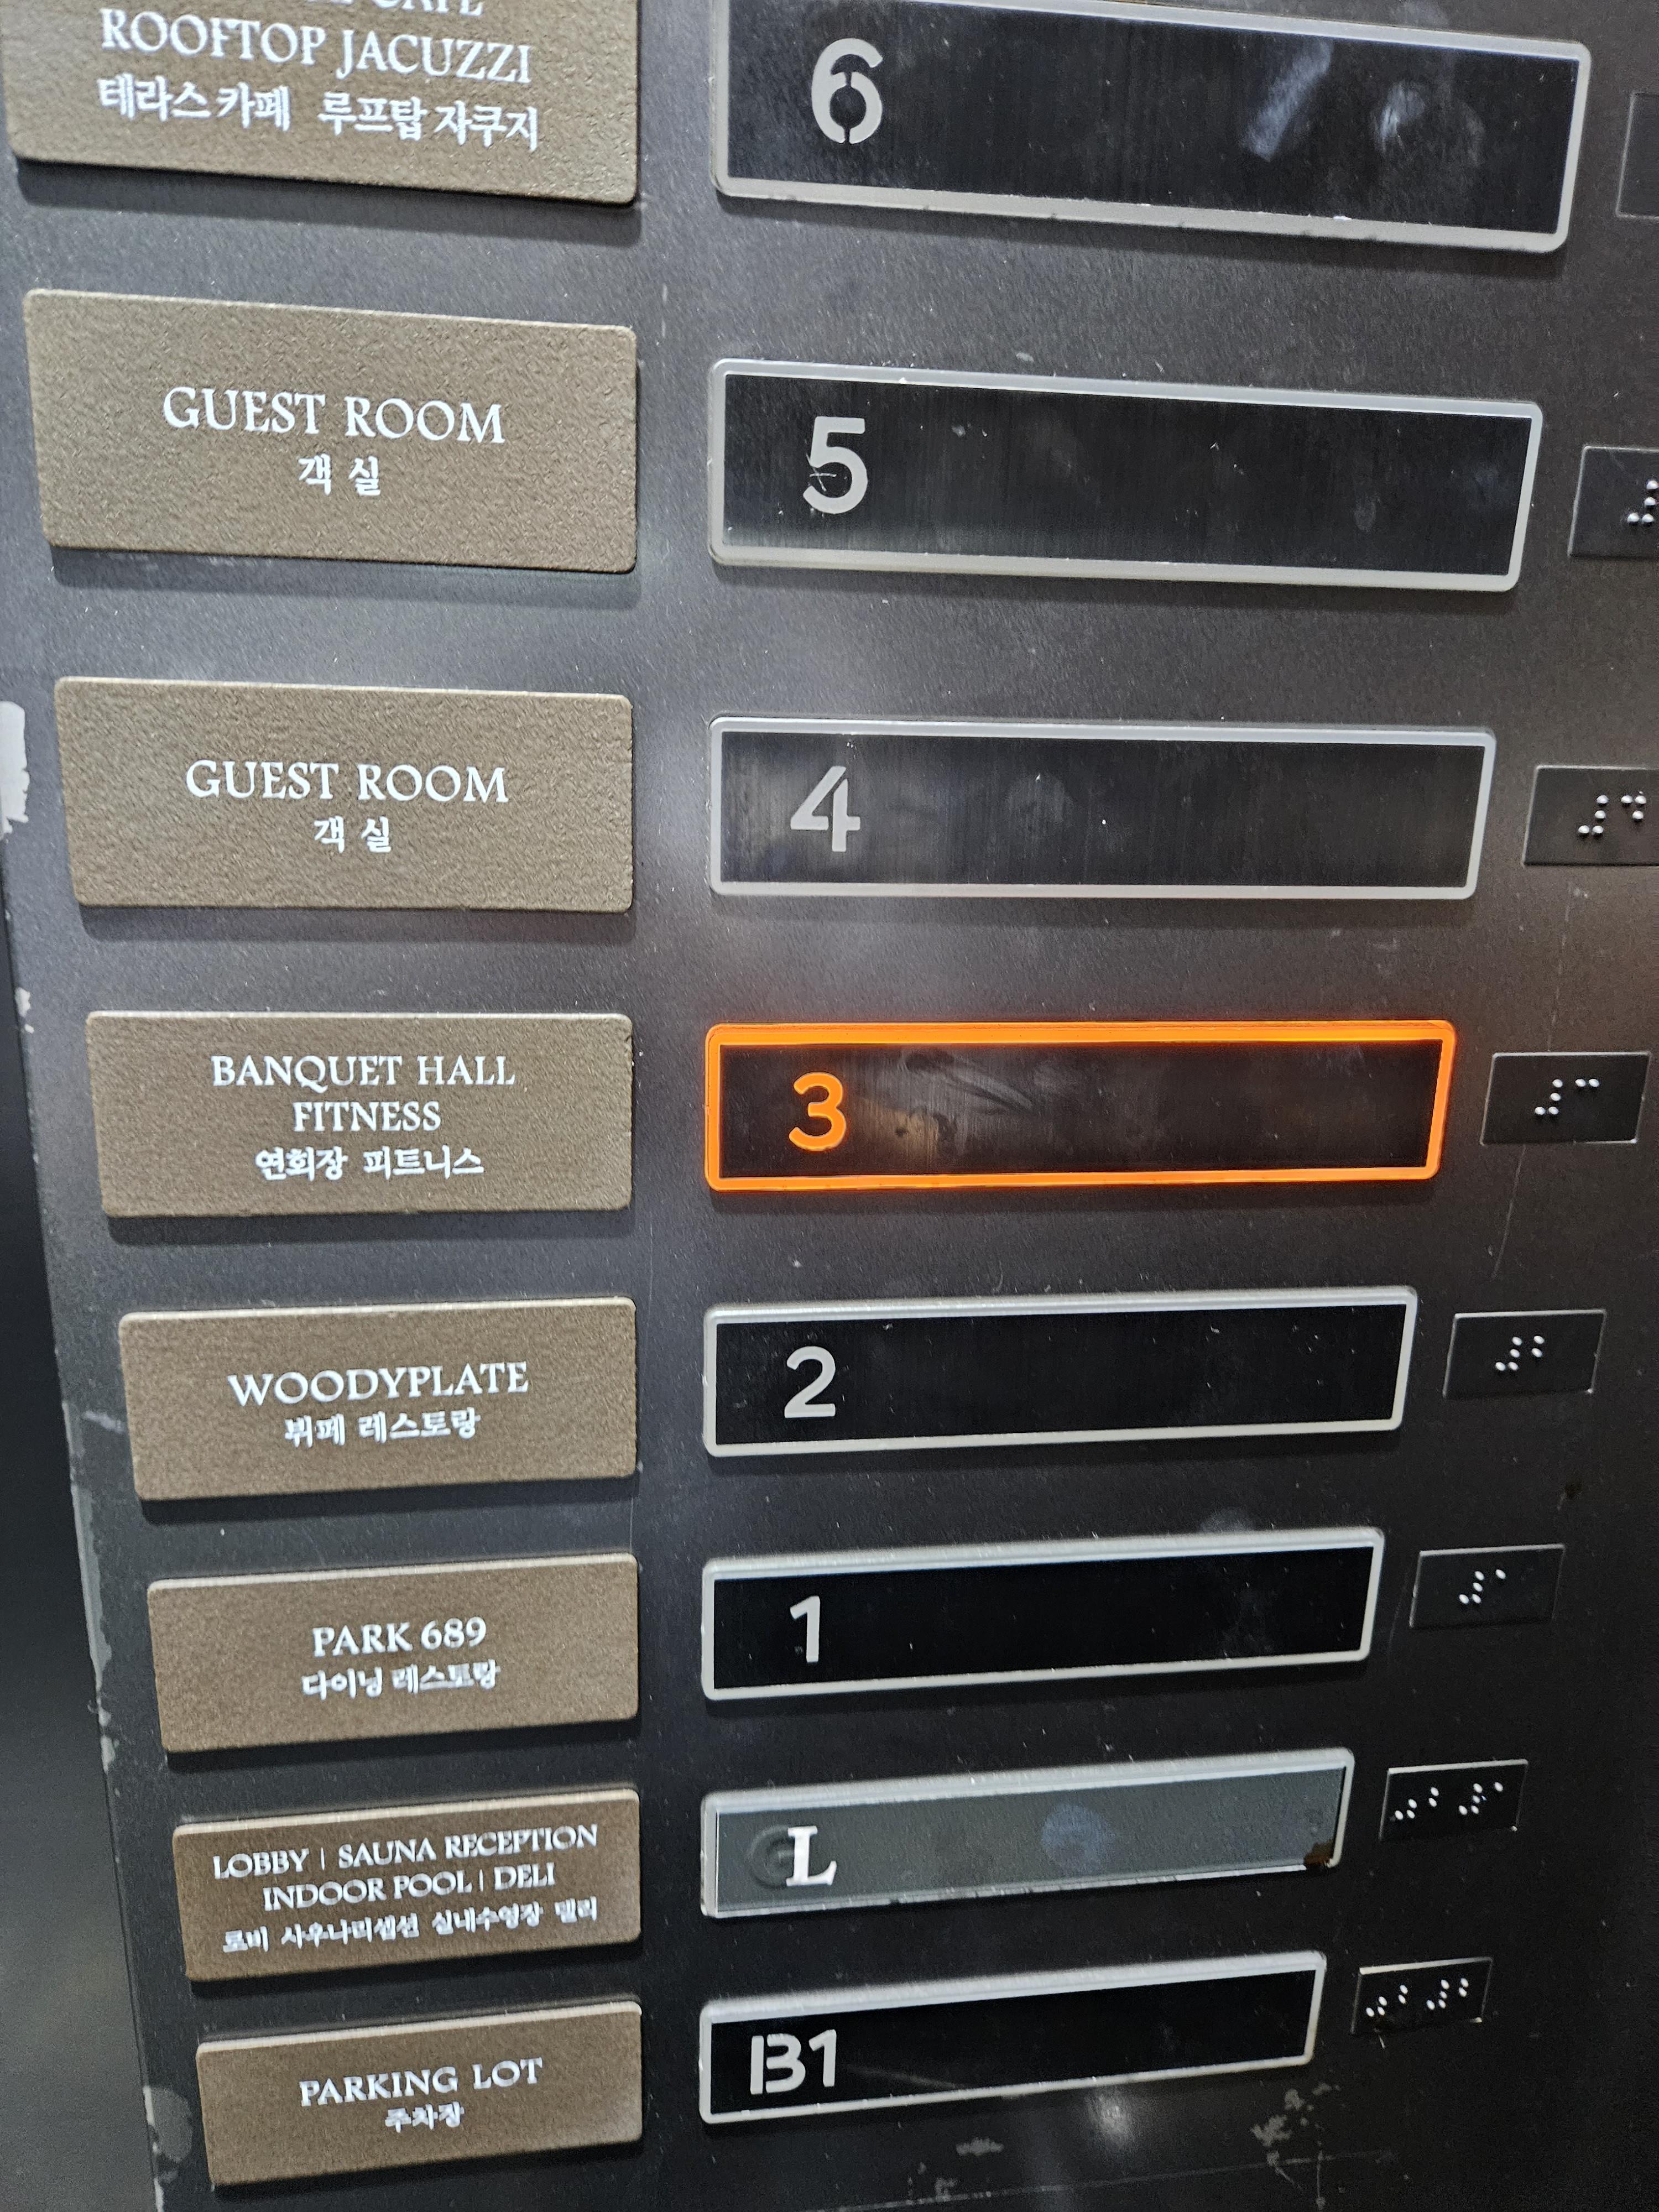 CAFE
ROOFTOP JACUZZI
테라스 카페 루프탑 자쿠지
6
GUEST ROOM
객 실
5
GUEST ROOM
객 실
4
BANQUET HALL
FITNESS
연회장 피트니스
3
WOODYPLATE
뷔페 레스토랑
2
PARK 689
다이닝 레스토랑
1
LOBBY | SAUNA RECEPTION
INDOOR POOL | DELI
로비 사우나리셉션 실내수영장 델리
L
PARKING LOT
주차장
B1